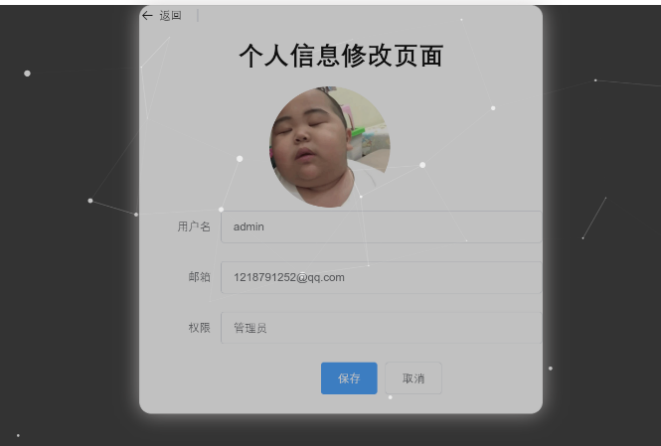 返回
个人信息修改页面
用户名 admin
邮箱 1218791252@qq.com
权限 管理员
保存 取消